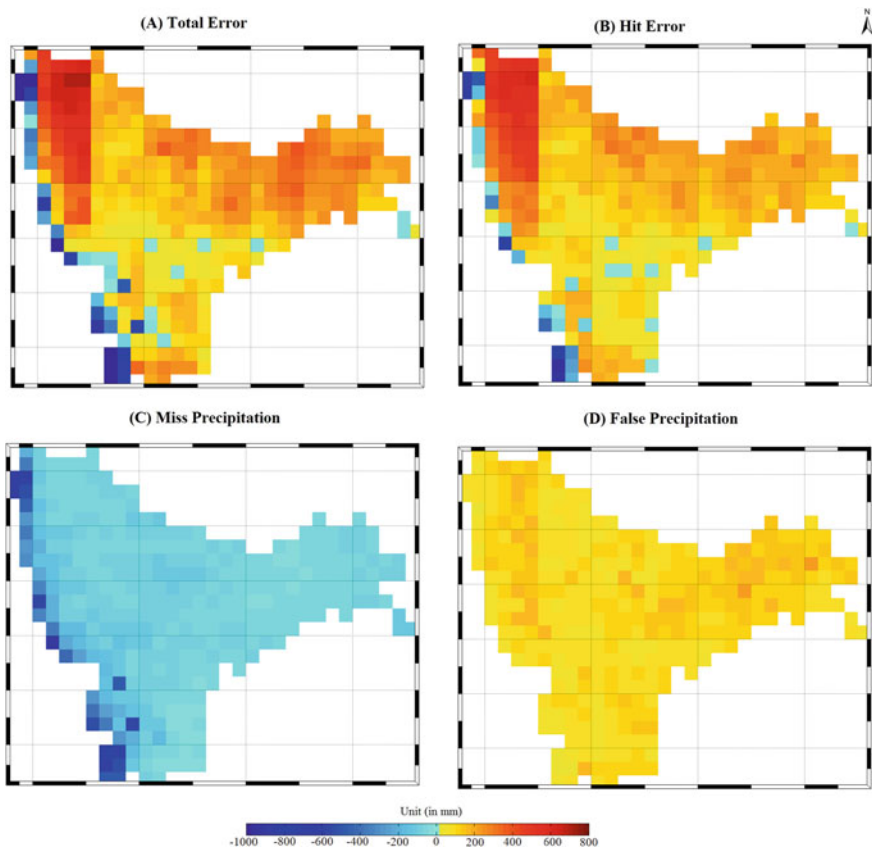 (A) Total Error
(B) Hit Error
N
(C) Miss Precipitation
(D) False Precipitation
Unit (in mm)
-1000 -800 -600 -400 -200 0 200 400 600 800